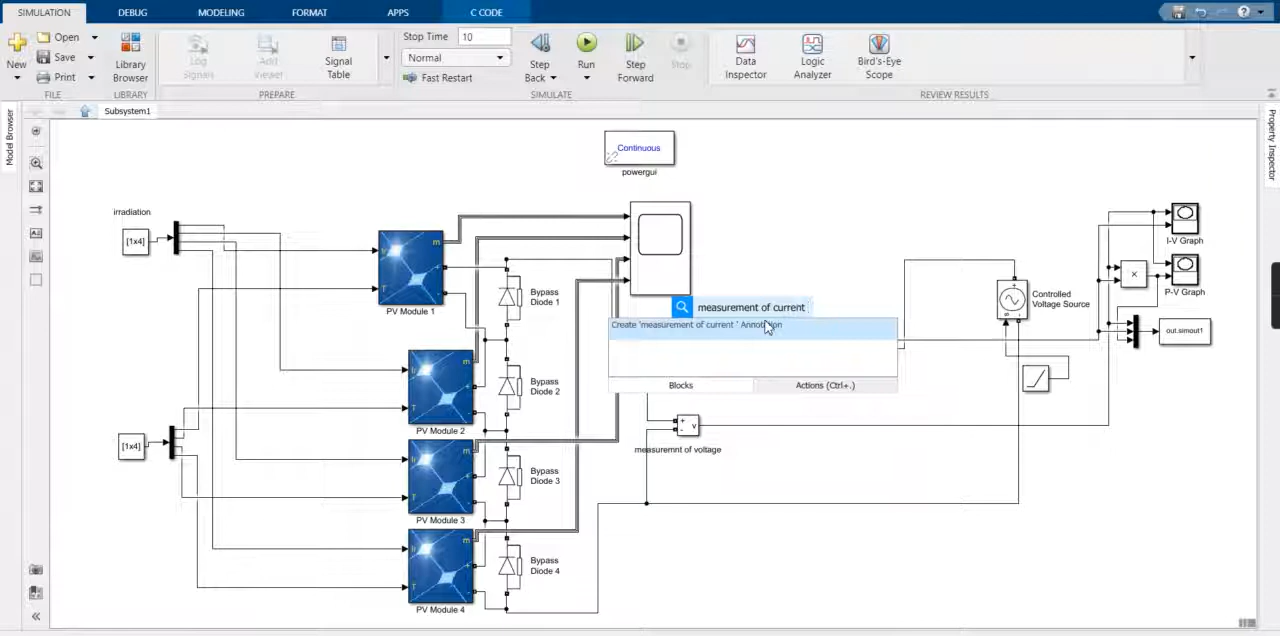 SIMULATION
DEBUG
MODELING
FORMAT
APPS
C CODE
New
Open
Save
Print
FILE
Library
Browser
LIBRARY
Log
Signals
Add
Viewer
Signal
Table
PREPARE
Stop Time 10
Normal
Fast Restart
Step
Back
Run
Step
Forward
Stop
SIMULATE
Data
Inspector
Logic
Analyzer
Bird's-Eye
Scope
REVIEW RESULTS
Model Browser
Subsystem1
Property Inspector
Continuous
powergui
irradiation
[1x4]
Ir
T
m
+
-
PV Module 1
Bypass
Diode 1
measurement of current
Create 'measurement of current ' Annotation
Blocks
Actions (Ctrl+.)
I-V Graph
×
P-V Graph
Controlled
Voltage Source
out.simout1
Ir
T
m
+
-
PV Module 2
Bypass
Diode 2
[1x4]
+
-
v
measuremnt of voltage
Ir
T
m
+
-
PV Module 3
Bypass
Diode 3
Ir
T
m
+
-
PV Module 4
Bypass
Diode 4